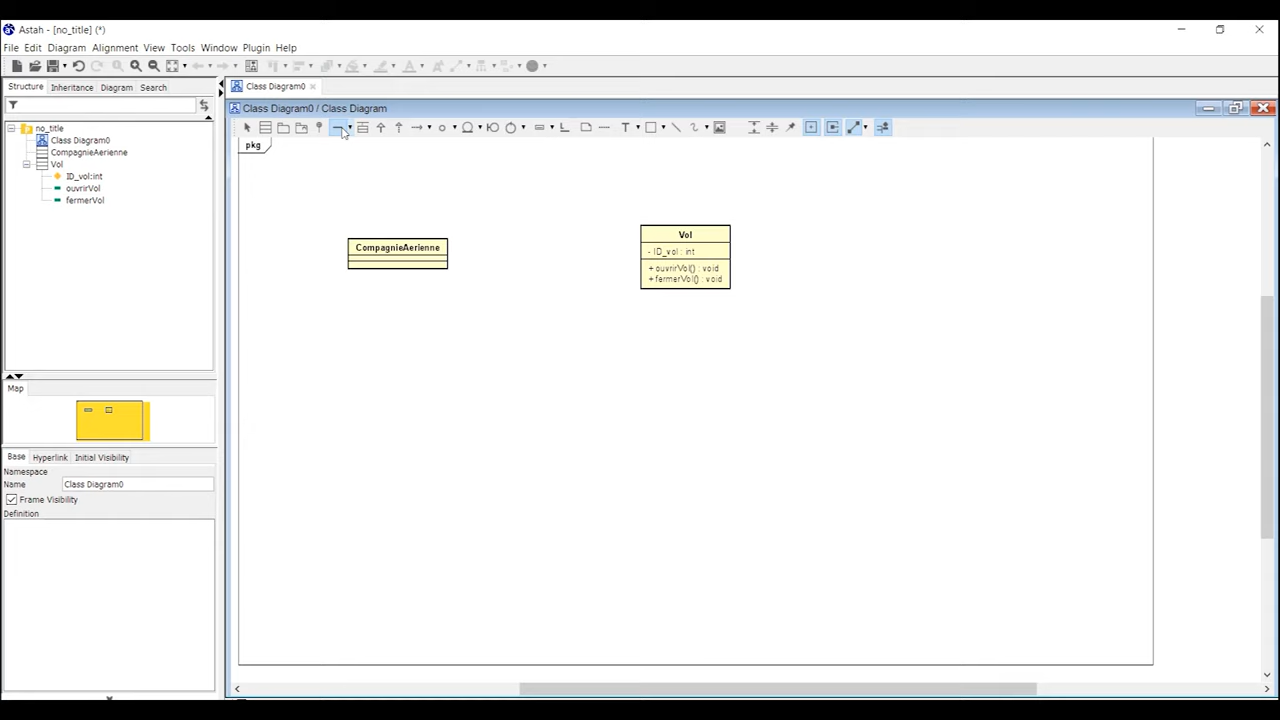 Astah - [no_title] (*)
File Edit Diagram Alignment View Tools Window Plugin Help
Structure Inheritance Diagram Search
Class Diagram0
Class Diagram0 / Class Diagram
no_title
Class Diagram0
CompagnieAerienne
Vol
ID_vol:int
ouvrirVol
fermerVol
pkg
CompagnieAerienne
Vol
- ID_vol : int
+ ouvrirVol() : void
+ fermerVol() : void
Map
Base Hyperlink Initial Visibility
Namespace
Name Class Diagram0
Frame Visibility
Definition